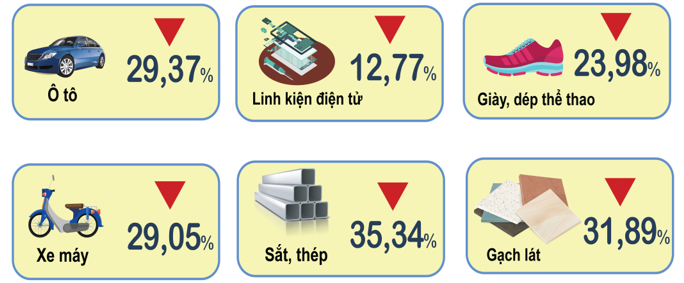 29,37%
Ô tô
12,77%
Linh kiện điện tử
23,98%
Giày, dép thể thao
29,05%
Xe máy
35,34%
Sắt, thép
31,89%
Gạch lát